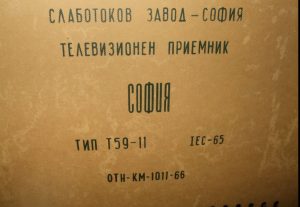 СЛАБОТОКОВ ЗАВОД - СОФИЯ
ТЕЛЕВИЗИОНЕН ПРИЕМНИК
СОФИЯ
ТИП Т59-11 IEC-65
ОТН-КМ-1011-66